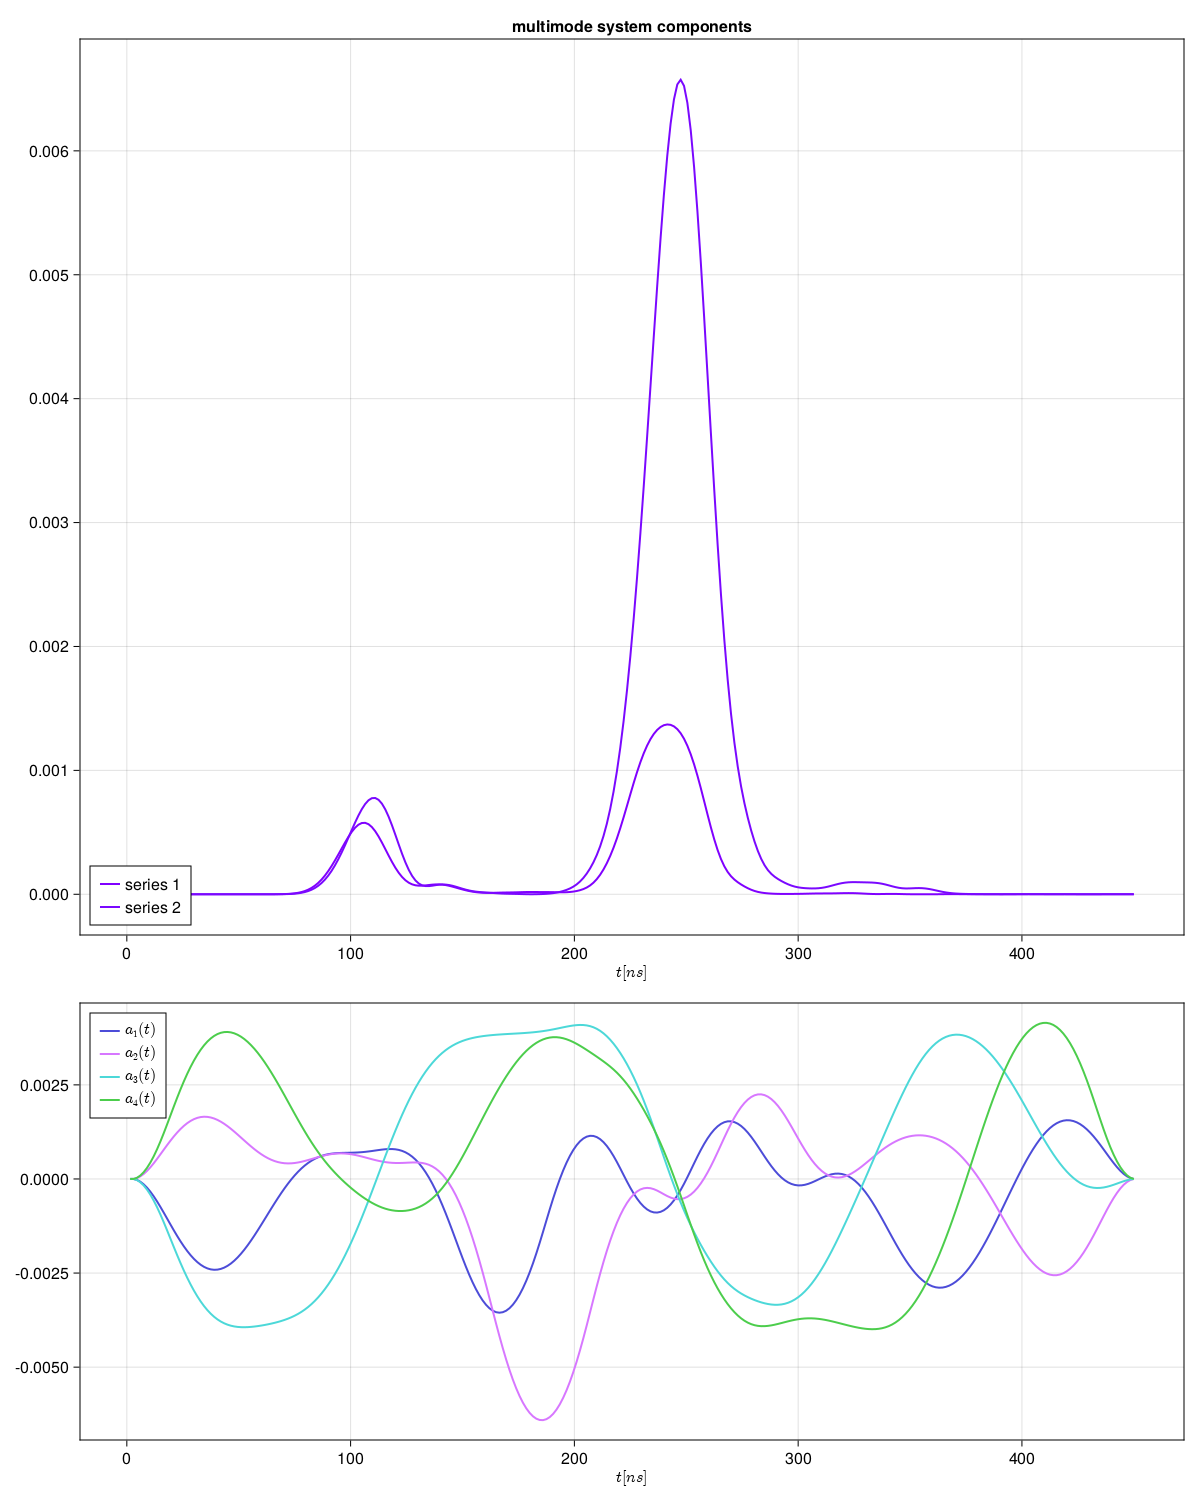 multimode system components
0.006
0.005
0.004
0.003
0.002
0.001
0.000
series 1
series 2
0 100 200 300 400
t[ns]
a₁(t)
a₂(t)
a₃(t)
a₄(t)
0.0025
0.0000
-0.0025
-0.0050
0 100 200 300 400
t[ns]